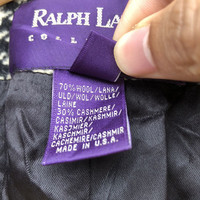 RALPH LA
COLL
70% WOOL/LANA/
ULD/WOL/WOLLE/
LAINE
30% CASHMERE/
CASIMIR/KASHMIR/
KASJMIER/
KASCHMIR/
CACHEMIRE/CASHMIR
MADE IN U.S.A.